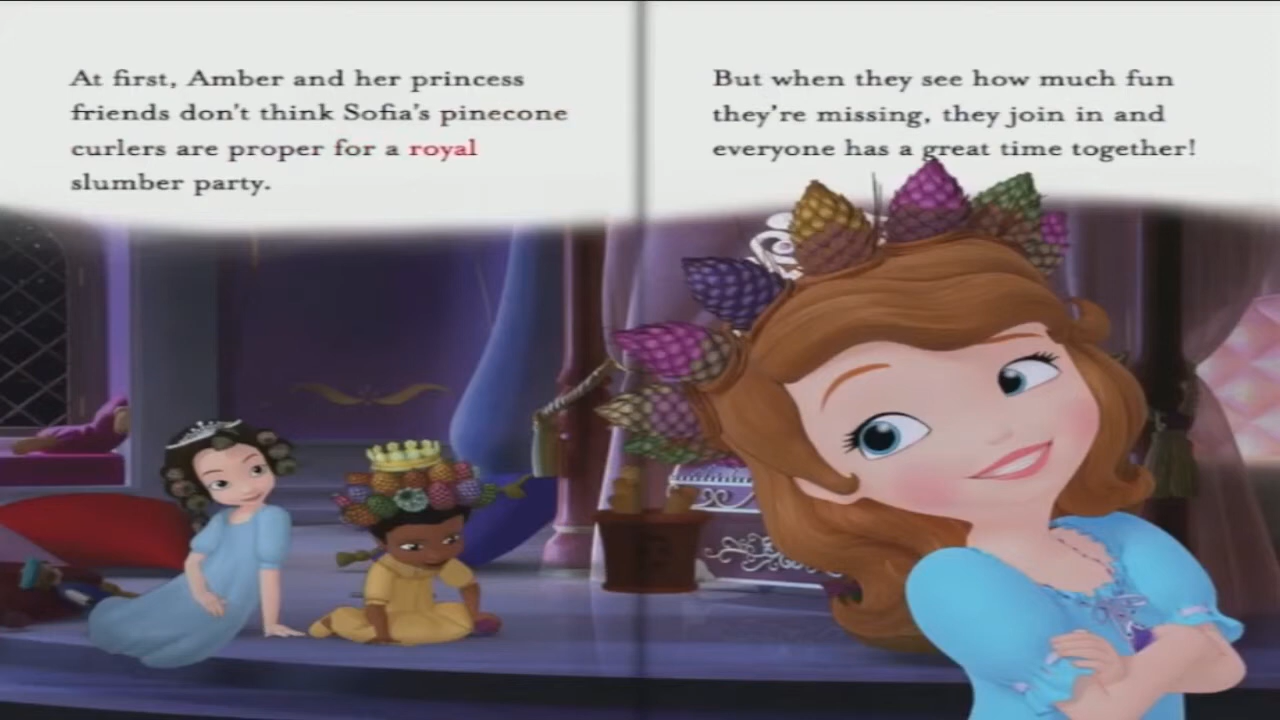 At first, Amber and her princess
friends don't think Sofia's pinecone
curlers are proper for a royal
slumber party.
But when they see how much fun
they're missing, they join in and
everyone has a great time together!